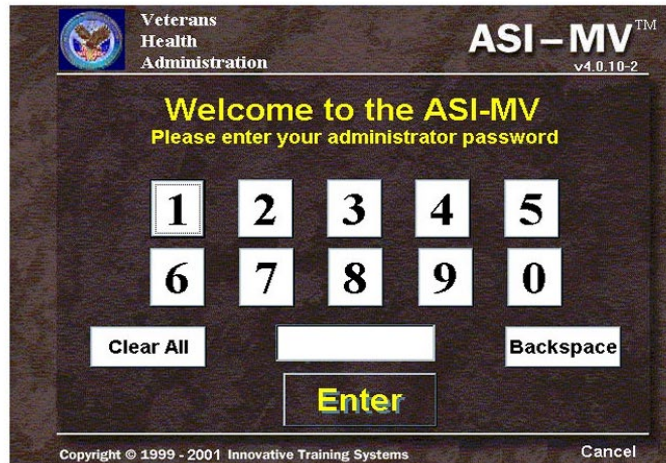 Veterans
Health
Administration
ASI–MV™
v4.0.10-2
Welcome to the ASI-MV
Please enter your administrator password
1 2 3 4 5
6 7 8 9 0
Clear All
Backspace
Enter
Copyright © 1999 - 2001 Innovative Training Systems
Cancel